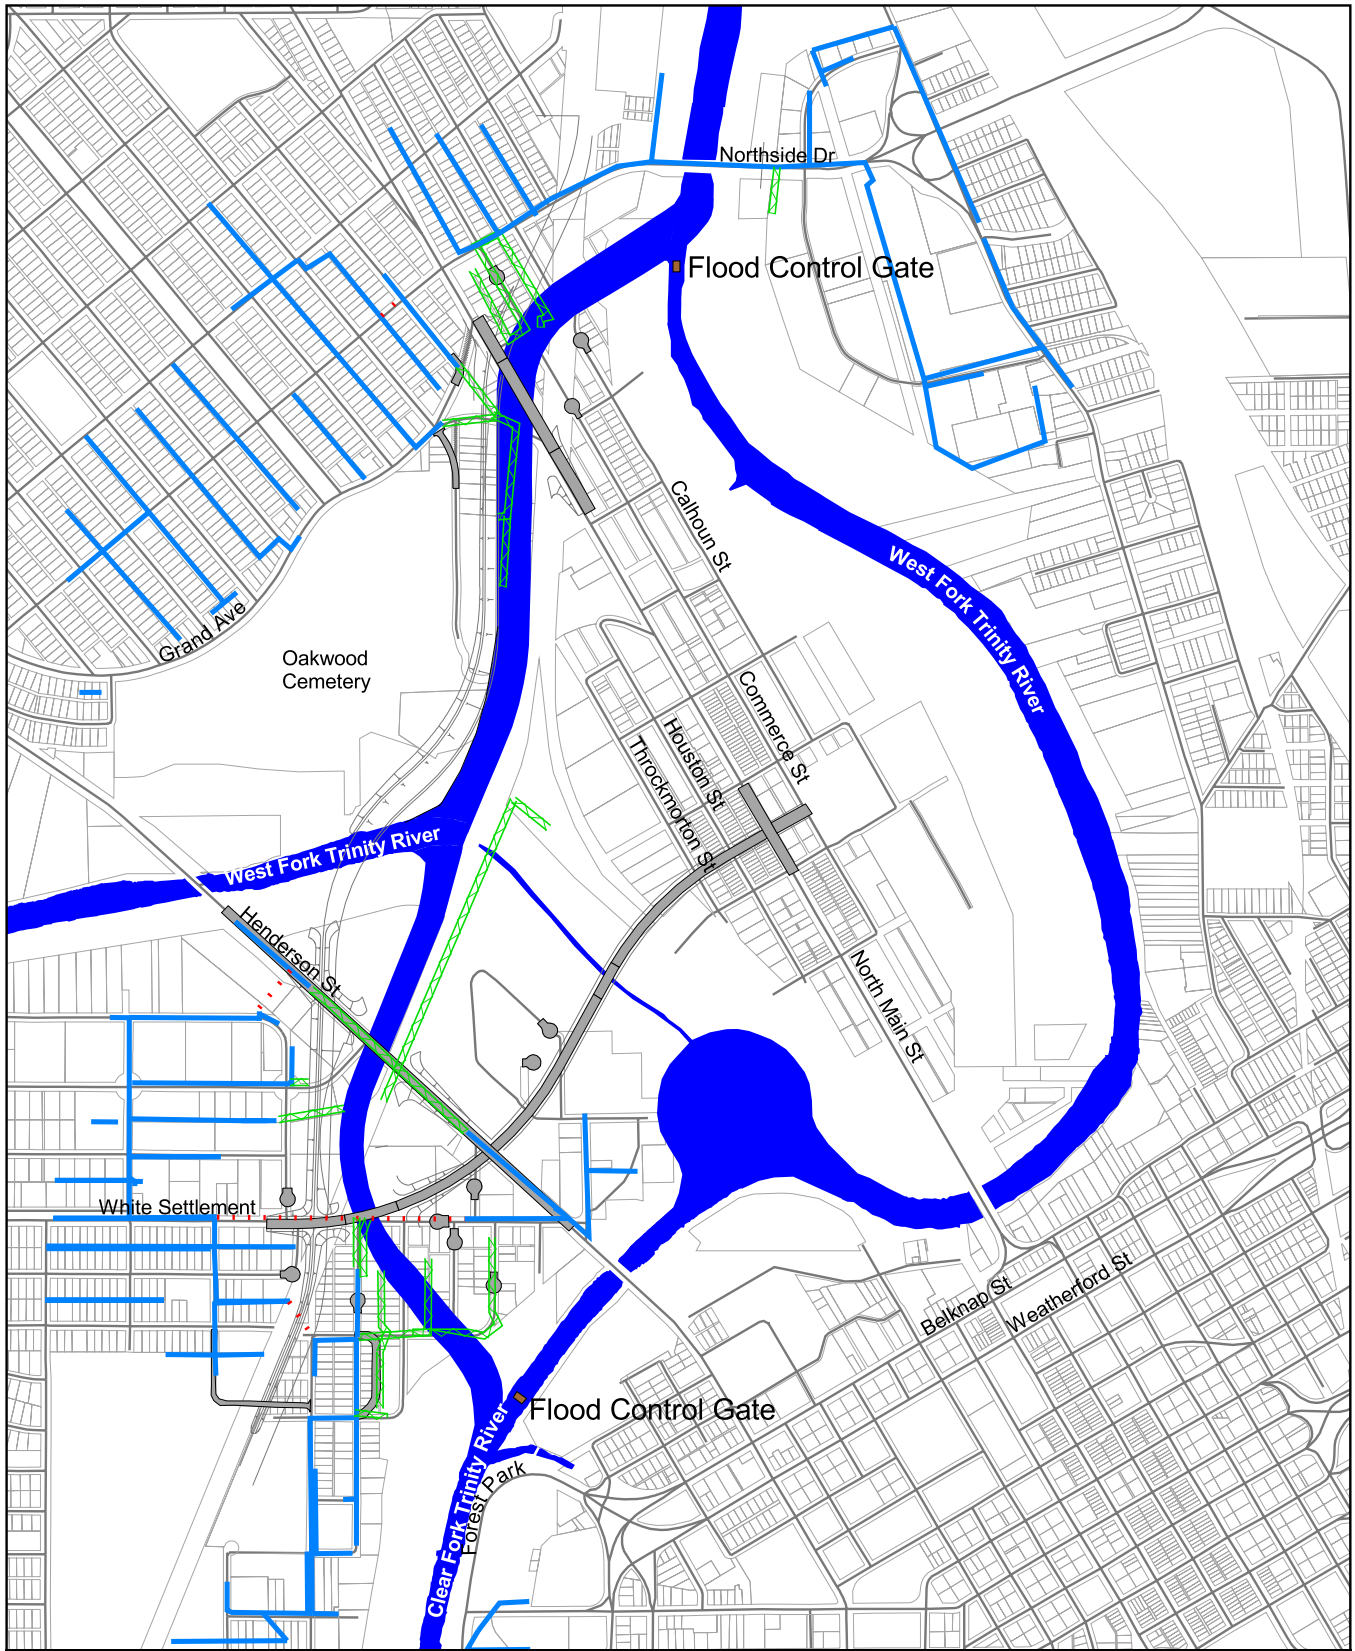 Northside Dr
Flood Control Gate
Calhoun St
West Fork Trinity River
Grand Ave
Oakwood
Cemetery
Commerce St
Houston St
Throckmorton St
West Fork Trinity River
Henderson St
North Main St
White Settlement
Belknap St
Weatherford St
Flood Control Gate
Clear Fork Trinity River
Forest Park